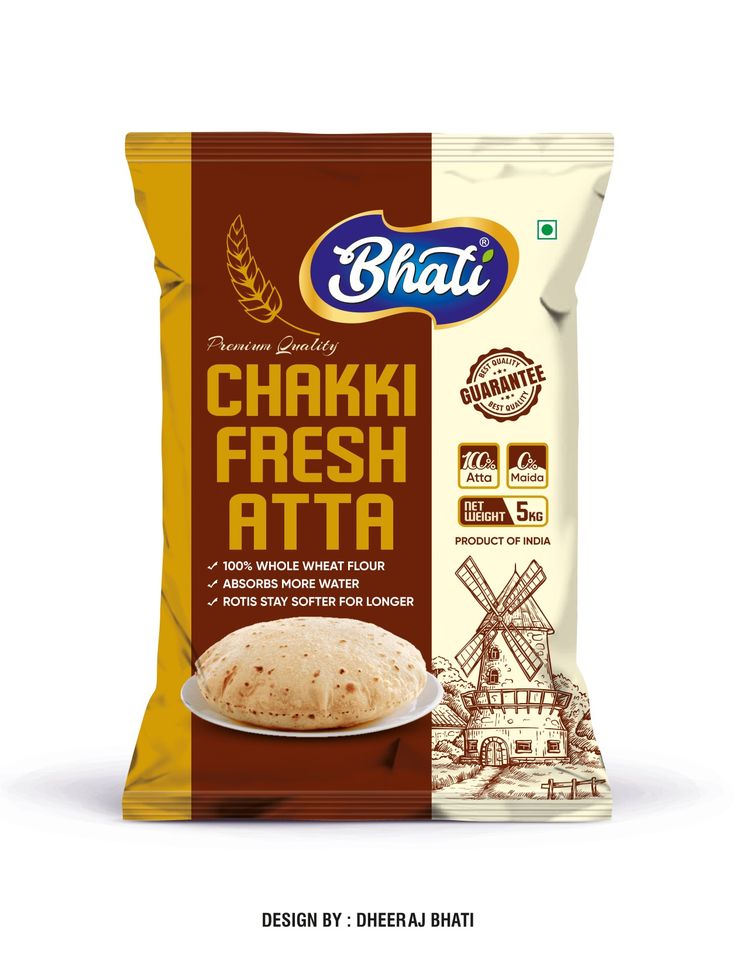 Bhati®
Premium Quality
CHAKKI
FRESH
ATTA
✓ 100% WHOLE WHEAT FLOUR
✓ ABSORBS MORE WATER
✓ ROTIS STAY SOFTER FOR LONGER
BEST QUALITY
GUARANTEE
BEST QUALITY
100% Atta
0% Maida
NET WEIGHT 5KG
PRODUCT OF INDIA
DESIGN BY : DHEERAJ BHATI